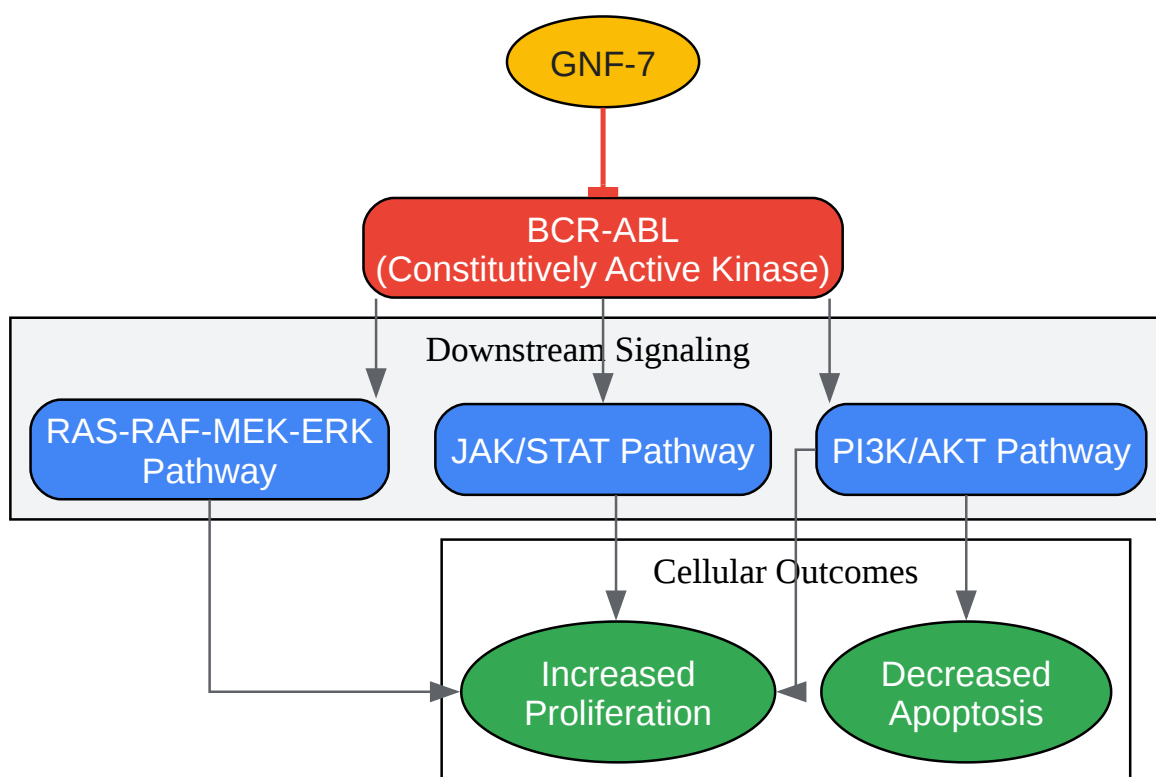 GNF-7
BCR-ABL
(Constitutively Active Kinase)
Downstream Signaling
RAS-RAF-MEK-ERK
Pathway
JAK/STAT Pathway
PI3K/AKT Pathway
Cellular Outcomes
Increased
Proliferation
Decreased
Apoptosis